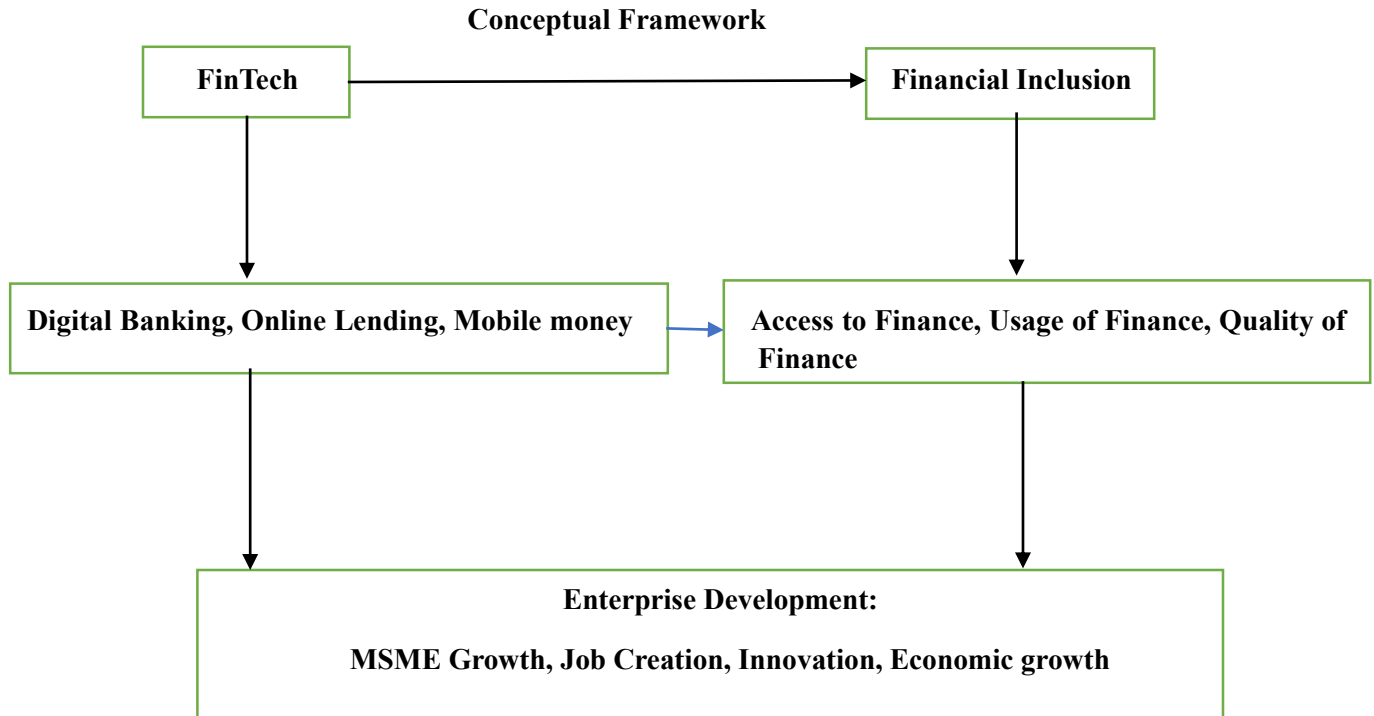 Conceptual Framework
FinTech
Financial Inclusion
Digital Banking, Online Lending, Mobile money
Access to Finance, Usage of Finance, Quality of
Finance
Enterprise Development:
MSME Growth, Job Creation, Innovation, Economic growth